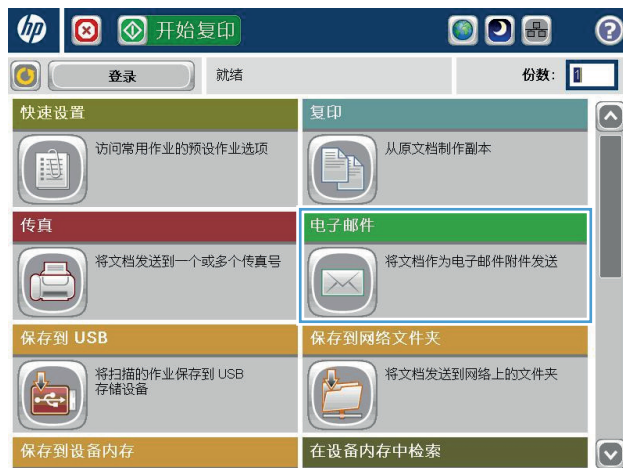 hp 开始复印 ?
登录 就绪 份数: 1
快速设置 复印
访问常用作业的预设作业选项 从原文档制作副本
传真 电子邮件
将文档发送到一个或多个传真号 将文档作为电子邮件附件发送
保存到 USB 保存到网络文件夹
将扫描的作业保存到 USB 将文档发送到网络上的文件夹
存储设备
保存到设备内存 在设备内存中检索